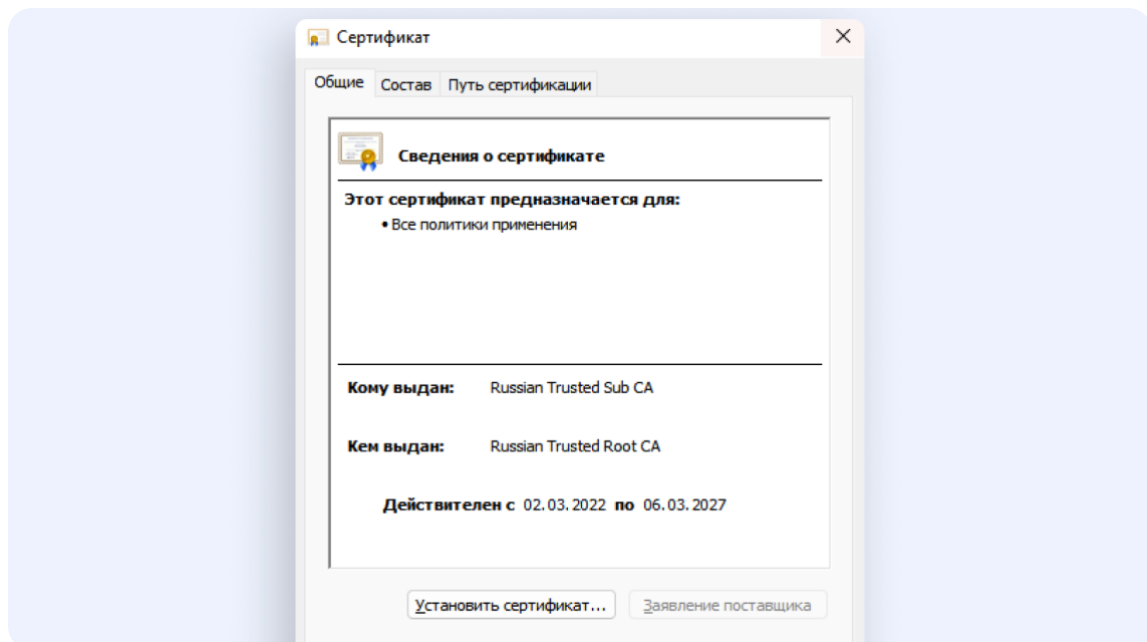 Сертификат
Общие Состав Путь сертификации
Сведения о сертификате
Этот сертификат предназначается для:
• Все политики применения
Кому выдан: Russian Trusted Sub CA
Кем выдан: Russian Trusted Root CA
Действителен с 02.03.2022 по 06.03.2027
Установить сертификат... Заявление поставщика